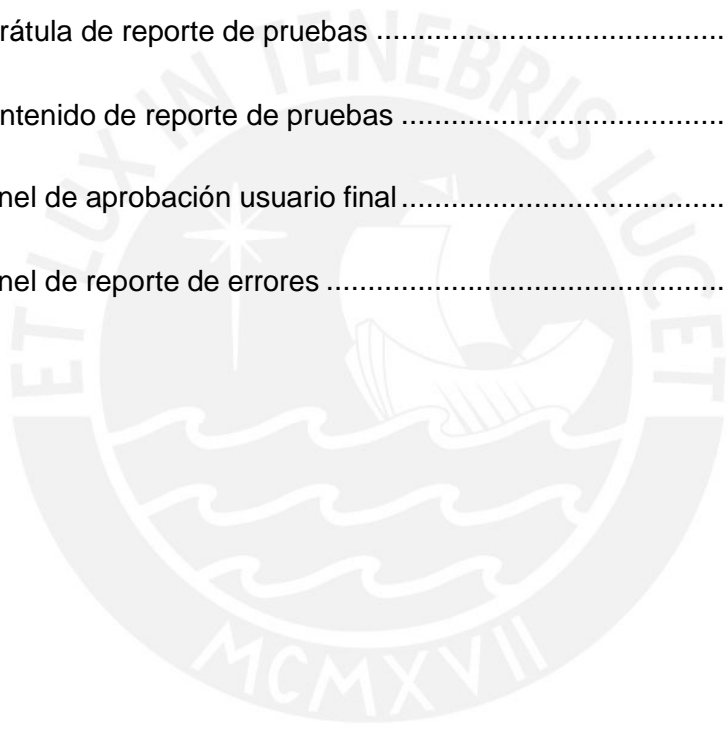 rátula de reporte de pruebas ..........................................
ntenido de reporte de pruebas .......................................
nel de aprobación usuario final .......................................
nel de reporte de errores ................................................
ET LUX IN TENEBRIS LUCET
MCMXVII